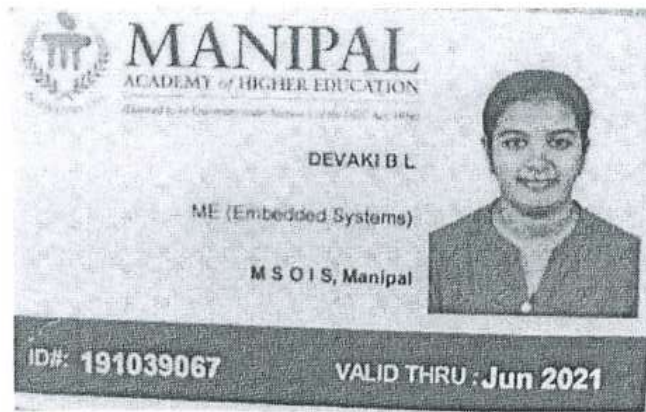 MANIPAL
ACADEMY of HIGHER EDUCATION
DEVAKI B L
ME (Embedded Systems)
M S O I S, Manipal
ID#: 191039067
VALID THRU : Jun 2021